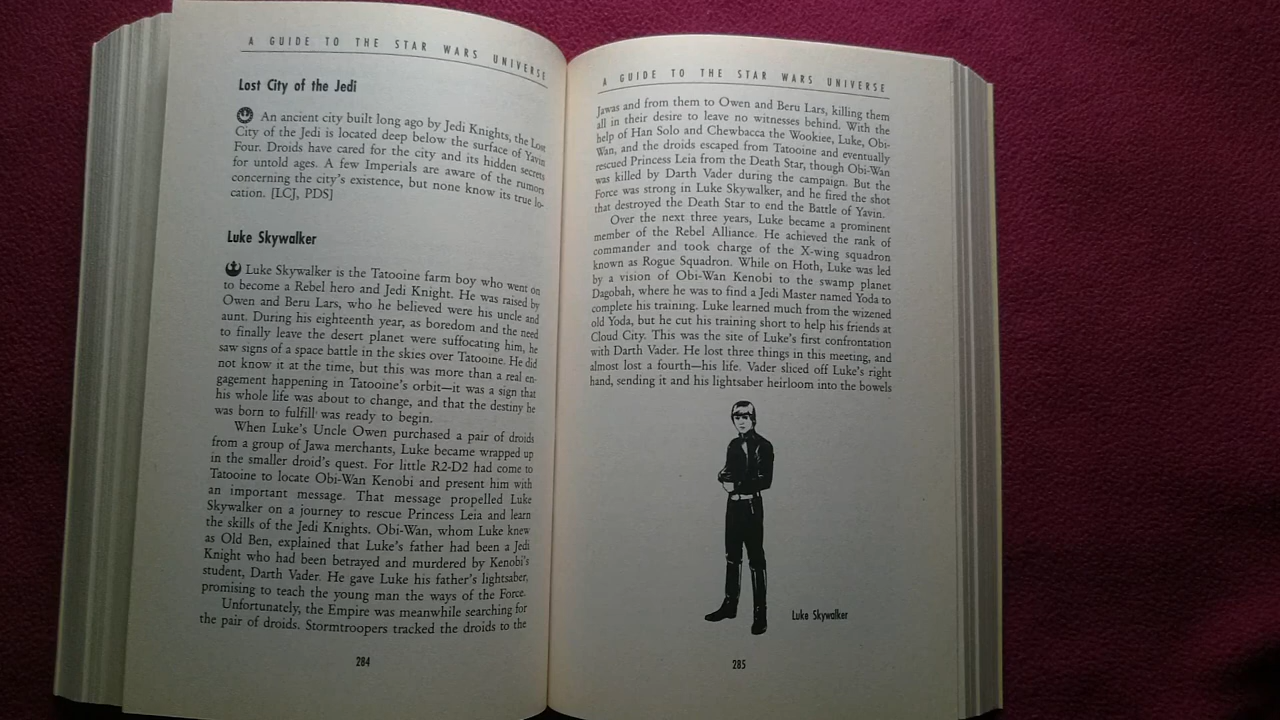 A GUIDE TO THE STAR WARS UNIVERSE
Lost City of the Jedi
An ancient city built long ago by Jedi Knights, the Lost
City of the Jedi is located deep below the surface of Yavin
Four. Droids have cared for the city and its hidden secrets
for untold ages. A few Imperials are aware of the rumors
concerning the city's existence, but none know its true lo-
cation. [LCJ, PDS]
Luke Skywalker
Luke Skywalker is the Tatooine farm boy who went on
to become a Rebel hero and Jedi Knight. He was raised by
Owen and Beru Lars, who he believed were his uncle and
aunt. During his eighteenth year, as boredom and the need
to finally leave the desert planet were suffocating him, he
saw signs of a space battle in the skies over Tatooine. He did
not know it at the time, but this was more than a real en-
gagement happening in Tatooine's orbit—it was a sign that
his whole life was about to change, and that the destiny he
was born to fulfill was ready to begin.
When Luke's Uncle Owen purchased a pair of droids
from a group of Jawa merchants, Luke became wrapped up
in the smaller droid's quest. For little R2-D2 had come to
Tatooine to locate Obi-Wan Kenobi and present him with
an important message. That message propelled Luke
Skywalker on a journey to rescue Princess Leia and learn
the skills of the Jedi Knights. Obi-Wan, whom Luke knew
as Old Ben, explained that Luke's father had been a Jedi
Knight who had been betrayed and murdered by Kenobi's
student, Darth Vader. He gave Luke his father's lightsaber,
promising to teach the young man the ways of the Force.
Unfortunately, the Empire was meanwhile searching for
the pair of droids. Stormtroopers tracked the droids to the
284
A GUIDE TO THE STAR WARS UNIVERSE
Jawas and from them to Owen and Beru Lars, killing them
all in their desire to leave no witnesses behind. With the
help of Han Solo and Chewbacca the Wookiee, Luke, Obi-
Wan, and the droids escaped from Tatooine and eventually
rescued Princess Leia from the Death Star, though Obi-Wan
was killed by Darth Vader during the campaign. But the
Force was strong in Luke Skywalker, and he fired the shot
that destroyed the Death Star to end the Battle of Yavin.
Over the next three years, Luke became a prominent
member of the Rebel Alliance. He achieved the rank of
commander and took charge of the X-wing squadron
known as Rogue Squadron. While on Hoth, Luke was led
by a vision of Obi-Wan Kenobi to the swamp planet
Dagobah, where he was to find a Jedi Master named Yoda to
complete his training. Luke learned much from the wizened
old Yoda, but he cut his training short to help his friends at
Cloud City. This was the site of Luke's first confrontation
with Darth Vader. He lost three things in this meeting, and
almost lost a fourth—his life. Vader sliced off Luke's right
hand, sending it and his lightsaber heirloom into the bowels
Luke Skywalker
285